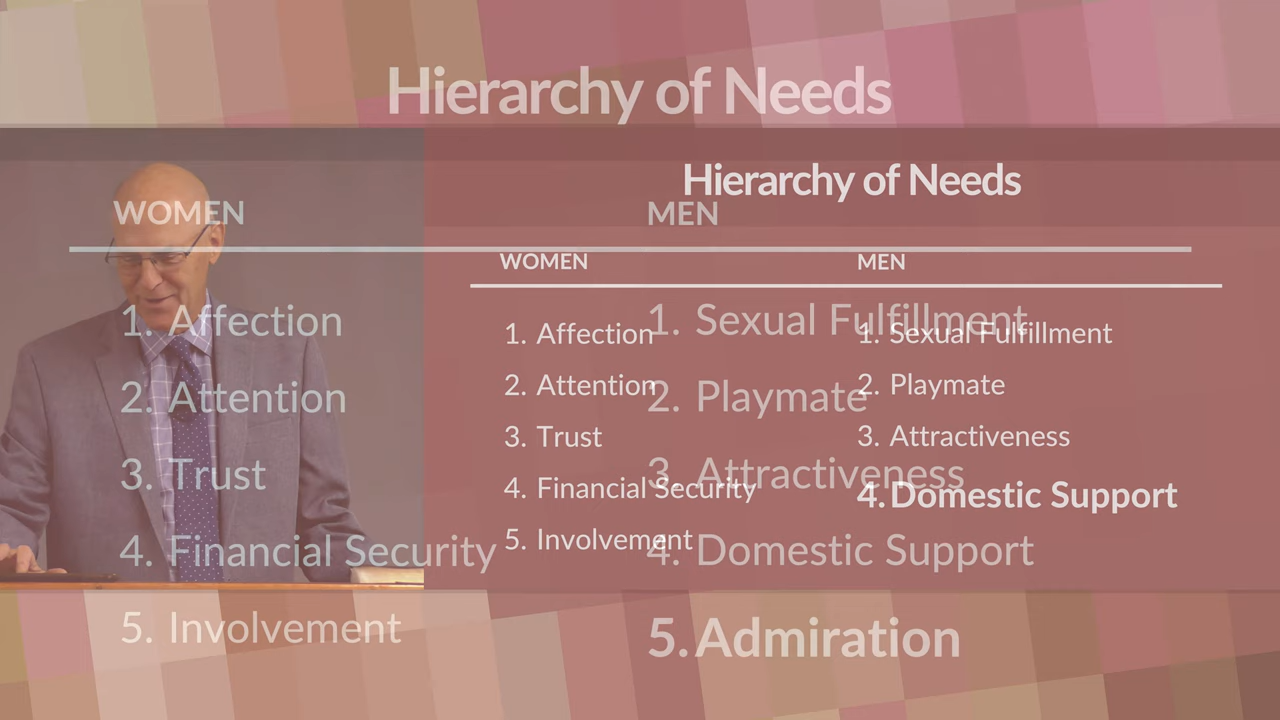 Hierarchy of Needs
WOMEN
MEN
1. Affection
2. Attention
3. Trust
4. Financial Security
5. Involvement
1. Sexual Fulfillment
2. Playmate
3. Attractiveness
4. Domestic Support
5. Admiration
Hierarchy of Needs
WOMEN
MEN
1. Affection
2. Attention
3. Trust
4. Financial Security
5. Involvement
1. Sexual Fulfillment
2. Playmate
3. Attractiveness
4. Domestic Support